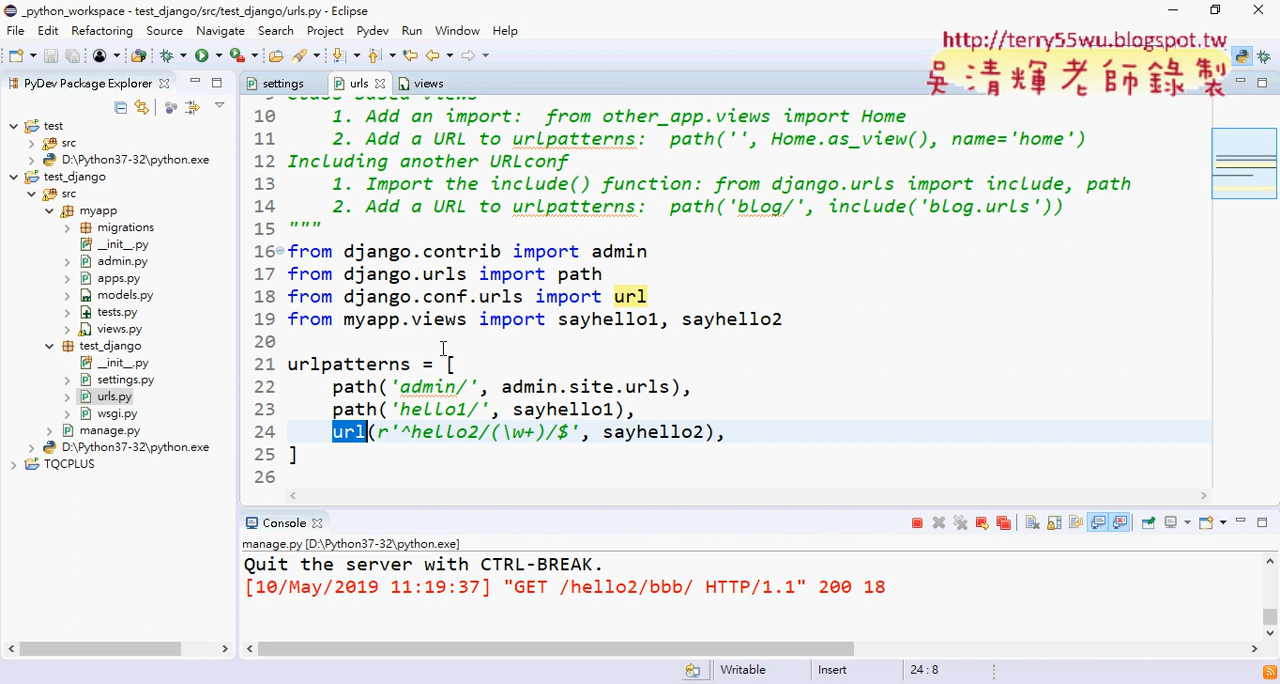 _python_workspace - test_django/src/test_django/urls.py - Eclipse
File Edit Refactoring Source Navigate Search Project Pydev Run Window Help
http://terry55wu.blogspot.tw
吳清輝老師錄製
PyDev Package Explorer
settings urls views
test
src
D:\Python37-32\python.exe
test_django
src
myapp
migrations
__init__.py
admin.py
apps.py
models.py
tests.py
views.py
test_django
__init__.py
settings.py
urls.py
wsgi.py
manage.py
D:\Python37-32\python.exe
TQCPLUS
10 1. Add an import:  from other_app.views import Home
11 2. Add a URL to urlpatterns:  path('', Home.as_view(), name='home')
12 Including another URLconf
13 1. Import the include() function: from django.urls import include, path
14 2. Add a URL to urlpatterns:  path('blog/', include('blog.urls'))
15 """
16 from django.contrib import admin
17 from django.urls import path
18 from django.conf.urls import url
19 from myapp.views import sayhello1, sayhello2
20
21 urlpatterns = [
22 path('admin/', admin.site.urls),
23 path('hello1/', sayhello1),
24 url(r'^hello2/(\w+)/$', sayhello2),
25 ]
26
Console
manage.py [D:\Python37-32\python.exe]
Quit the server with CTRL-BREAK.
[10/May/2019 11:19:37] "GET /hello2/bbb/ HTTP/1.1" 200 18
Writable Insert 24 : 8